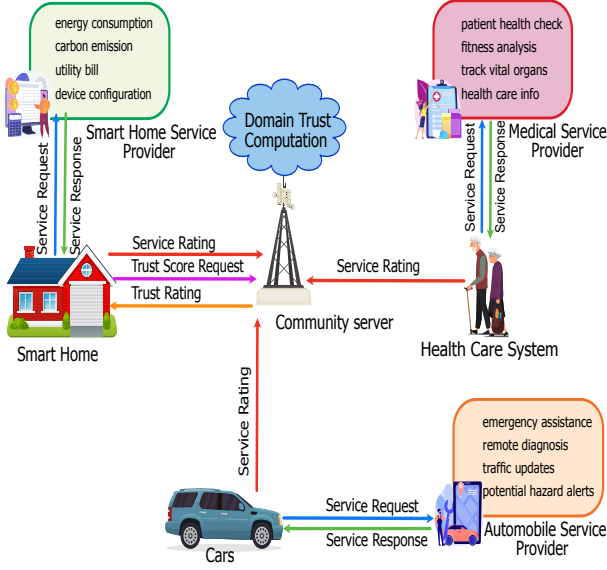 energy consumption
carbon emission
utility bill
device configuration
Smart Home Service
Provider
patient health check
fitness analysis
track vital organs
health care info
Medical Service
Provider
Domain Trust
Computation
Service Request
Service Response
Service Request
Service Response
Service Rating
Trust Score Request
Trust Rating
Service Rating
Community server
Smart Home
Health Care System
Service Rating
emergency assistance
remote diagnosis
traffic updates
potential hazard alerts
Service Request
Service Response
Automobile Service
Provider
Cars